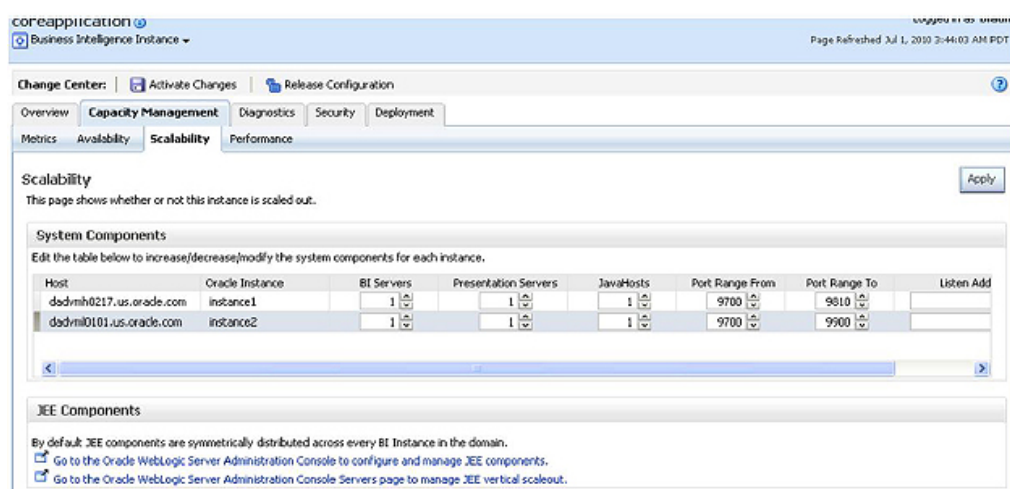 coreapplication
Logged in as
Business Intelligence Instance
Page Refreshed Jul 1, 2010 3:44:03 AM PDT
Change Center: Activate Changes Release Configuration
Overview Capacity Management Diagnostics Security Deployment
Metrics Availability Scalability Performance
Scalability
Apply
This page shows whether or not this instance is scaled out.
System Components
Edit the table below to increase/decrease/modify the system components for each instance.
Host Oracle Instance BI Servers Presentation Servers JavaHosts Port Range From Port Range To Listen Add
dadvmh0217.us.oracle.com instance1 1 1 1 9700 9810
dadvml0101.us.oracle.com instance2 1 1 1 9700 9900
JEE Components
By default JEE components are symmetrically distributed across every BI Instance in the domain.
Go to the Oracle WebLogic Server Administration Console to configure and manage JEE components.
Go to the Oracle WebLogic Server Administration Console Servers page to manage JEE vertical scaleout.